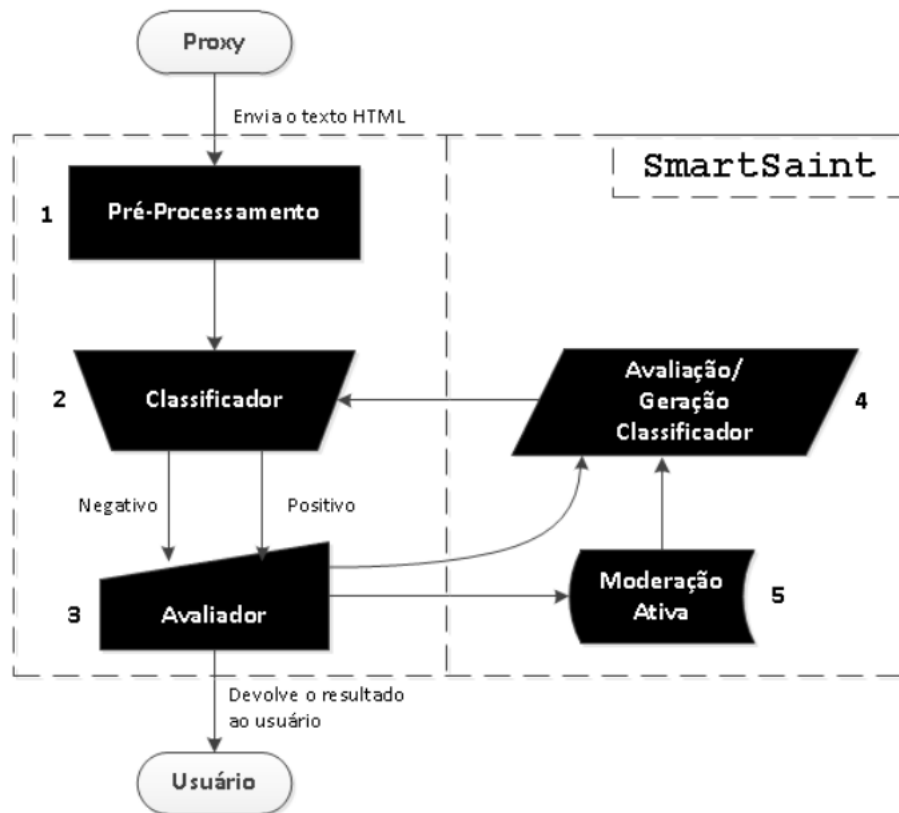 Proxy
Envia o texto HTML
SmartSaint
1
Pré-Processamento
2
Classificador
Avaliação/
Geração
Classificador
4
Negativo
Positivo
3
Avaliador
Moderação
Ativa
5
Devolve o resultado
ao usuário
Usuário